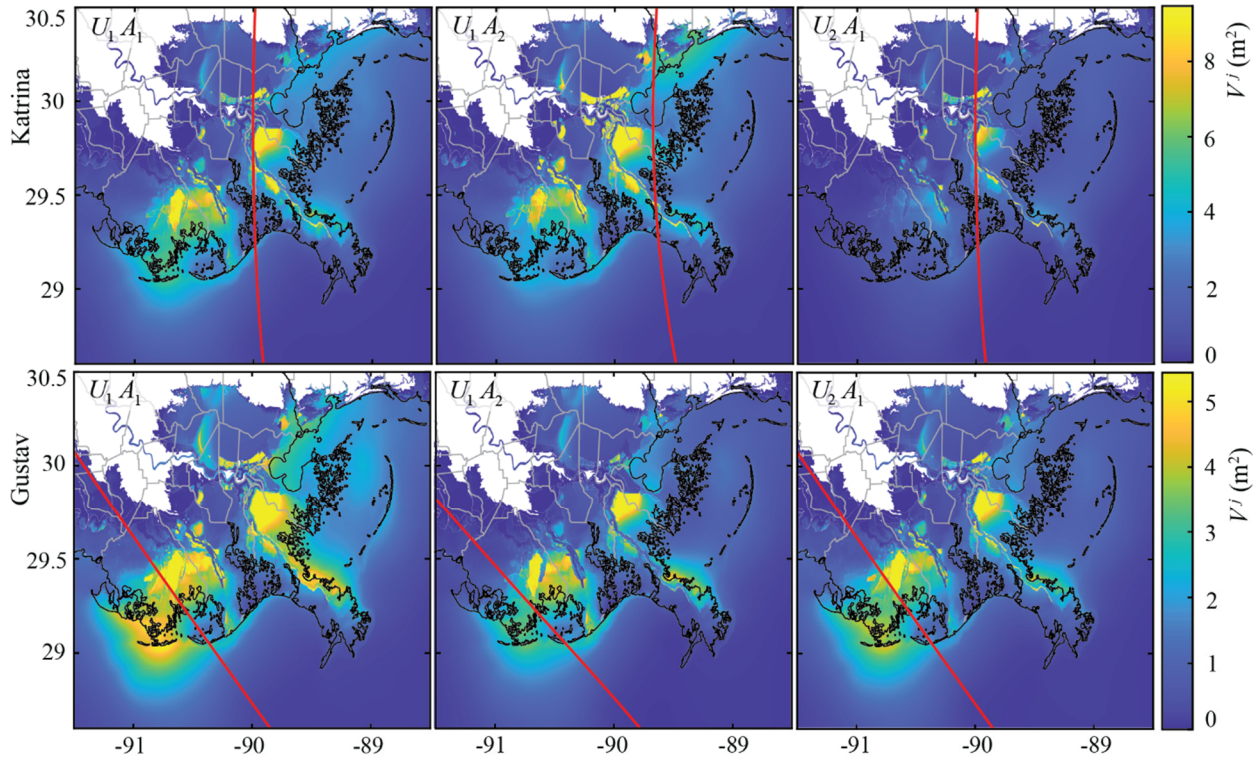 U₁ A₁
U₁ A₂
U₂ A₁
30.5
30
29.5
29
Katrina
8
6
4
2
0
V ʲ (m²)
U₁ A₁
U₁ A₂
U₂ A₁
30.5
30
29.5
29
Gustav
5
4
3
2
1
0
V ʲ (m²)
-91 -90 -89 -91 -90 -89 -91 -90 -89